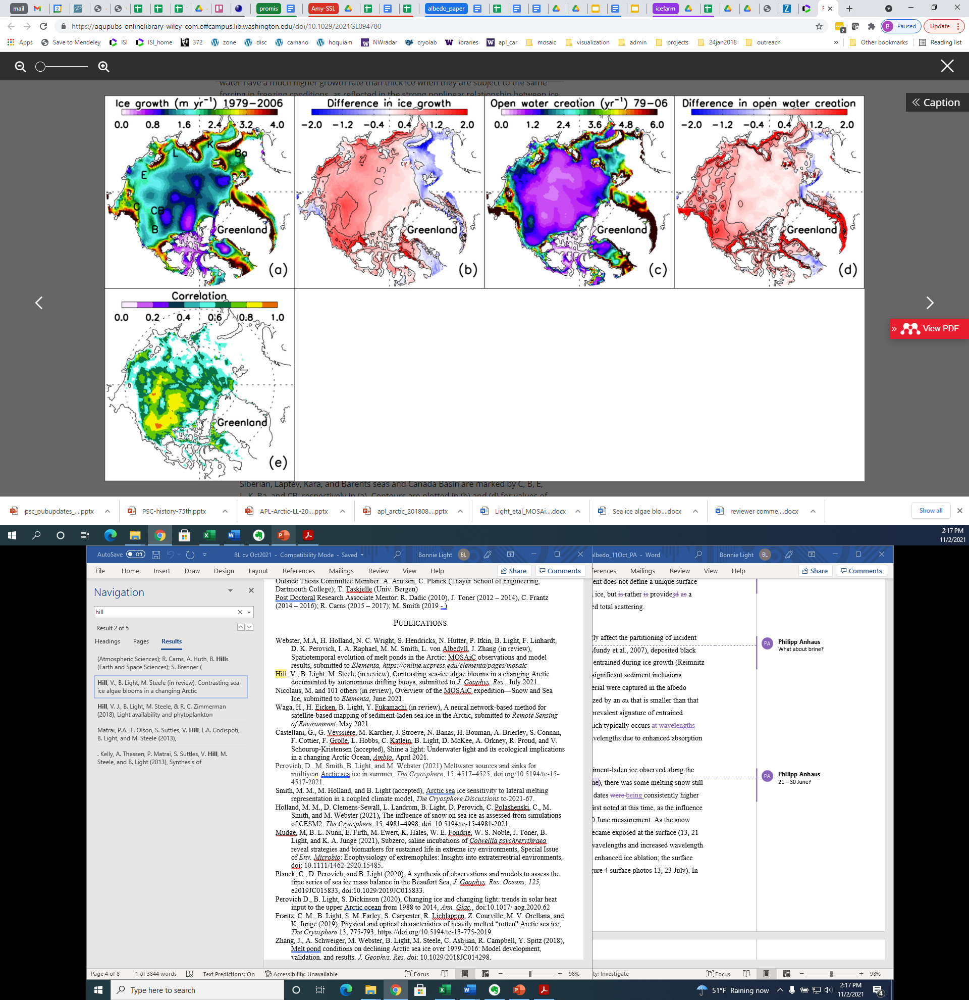 mail
promis
Amy-SSL
albedo_paper
icefarm
https://agupubs-onlinelibrary-wiley-com.offcampus.lib.washington.edu/doi/10.1029/2021GL094780
B Paused
Update
Apps Save to Mendeley ISI ISI_home 372 zone disc camano hoquiam NWradar cryolab libraries apl_car mosaic visualization admin projects 24jan2018 outreach » Other bookmarks Reading list
water have a much higher growth rate than thick ice when they are subject to the same
forcing in freezing conditions, as reflected in the strong nonlinear relationship between ice
Caption
Ice growth (m yr⁻¹) 1979–2006
0.0 0.8 1.6 2.4 3.2 4.0
K
L
Ba
E
C
CB
B
Greenland
(a)
Difference in ice growth
−2.0 −1.2 −0.4 0.4 1.2 2.0
0.5
Greenland
(b)
Open water creation (yr⁻¹) 79–06
0.0 1.2 2.4 3.6 4.8 6.0
Greenland
(c)
Difference in open water creation
−2.0 −1.2 −0.4 0.4 1.2 2.0
Greenland
(d)
Correlation
0.0 0.2 0.4 0.6 0.8 1.0
Greenland
(e)
View PDF
Siberian, Laptev, Kara, and Barents seas and Canada Basin are marked by C, B, E,
L, K, Ba, and CB, respectively in (a). Contours are plotted in (b) and (d) for values of
psc_pubupdates_....pptx
PSC-history-75th.pptx
APL-Arctic-LL-20....pptx
apl_arctic_201808....pptx
Light_etal_MOSAi....docx
Sea ice algae blo....docx
reviewer comme....docx
Show all
2:17 PM
11/2/2021
AutoSave Off BL cv Oct2021 - Compatibility Mode - Saved Bonnie Light BL
File Home Insert Draw Design Layout References Mailings Review View Help Share Comments
Navigation
hill
Result 2 of 5
Headings Pages Results
(Atmospheric Sciences); R. Carns, A. Huth, B. Hills
(Earth and Space Sciences); S. Brenner (
Hill, V., B. Light, M. Steele (in review), Contrasting sea-
ice algae blooms in a changing Arctic
Hill, V. J., B. Light, M. Steele, & R. C. Zimmerman
(2018), Light availability and phytoplankton
Matrai, P.A., E. Olson, S. Suttles, V. Hill, L.A. Codispoti,
B. Light, and M. Steele (2013),
. Kelly, A. Thessen, P. Matrai, S. Suttles, V. Hill, M.
Steele, and B. Light (2013), Synthesis of
Outside Thesis Committee Member: A. Arntsen, C. Planck (Thayer School of Engineering,
Dartmouth College); T. Taskjelle (Univ. Bergen)
Post Doctoral Research Associate Mentor: R. Dadic (2010), J. Toner (2012 – 2014), C. Frantz
(2014 – 2016); R. Carns (2015 – 2017); M. Smith (2019 - )
PUBLICATIONS
Webster, M.A, H. Holland, N. C. Wright, S. Hendricks, N. Hutter, P. Itkin, B. Light, F. Linhardt,
D. K. Perovich, I. A. Raphael, M. M. Smith, L. von Albedyll, J. Zhang (in review),
Spatiotemporal evolution of melt ponds in the Arctic: MOSAiC observations and model
results, submitted to Elementa, https://online.ucpress.edu/elementa/pages/mosaic
Hill, V., B. Light, M. Steele (in review), Contrasting sea-ice algae blooms in a changing Arctic
documented by autonomous drifting buoys, submitted to J. Geophys. Res., July 2021.
Nicolaus, M. and 101 others (in review), Overview of the MOSAiC expedition—Snow and Sea
Ice, submitted to Elementa, June 2021.
Waga, H., H. Eicken, B. Light, Y. Fukamachi (in review), A neural network-based method for
satellite-based mapping of sediment-laden sea ice in the Arctic, submitted to Remote Sensing
of Environment, May 2021.
Castellani, G., G. Veyssière, M. Karcher, J. Stroeve, N. Banas, H. Bouman, A. Brierley, S. Connan,
F. Cottier, F. Große, L. Hobbs, C. Katlein, B. Light, D. McKee, A. Orkney, R. Proud, and V.
Schourup-Kristensen (accepted), Shine a light: Underwater light and its ecological implications
in a changing Arctic Ocean, Ambio, April 2021.
Perovich, D., M. Smith, B. Light, and M. Webster (2021) Meltwater sources and sinks for
multiyear Arctic sea ice in summer, The Cryosphere, 15, 4517–4525, doi.org/10.5194/tc-15-
4517-2021.
Smith, M. M., M. Holland, and B. Light (accepted), Arctic sea ice sensitivity to lateral melting
representation in a coupled climate model, The Cryosphere Discussions tc-2021-67.
Holland, M. M., D. Clemens-Sewall, L. Landrum, B. Light, D. Perovich, C. Polashenski, C., M.
Smith, and M. Webster (2021), The influence of snow on sea ice as assessed from simulations
of CESM2, The Cryosphere, 15, 4981–4998, doi: 10.5194/tc-15-4981-2021.
Mudge, M, B. L. Nunn, E. Firth, M. Ewert, K. Hales, W. E. Fondrie, W. S. Noble, J. Toner, B.
Light, and K. A. Junge (2021), Subzero, saline incubations of Colwellia psychrerythraea
reveal strategies and biomarkers for sustained life in extreme icy environments, Special Issue
of Env. Microbio: Ecophysiology of extremophiles: Insights into extraterrestrial environments,
doi: 10.1111/1462-2920.15485.
Planck, C., D. Perovich, and B. Light (2020), A synthesis of observations and models to assess the
time series of sea ice mass balance in the Beaufort Sea, J. Geophys. Res. Oceans, 125,
e2019JC015833, doi:10.1029/2019JC015833.
Perovich D., B. Light, S. Dickinson (2020), Changing ice and changing light: trends in solar heat
input to the upper Arctic ocean from 1988 to 2014, Ann. Glac., doi:10.1017/ aog.2020.62
Frantz, C. M., B. Light, S. M. Farley, S. Carpenter, R. Lieblappen, Z. Courville, M. V. Orellana, and
K. Junge (2019), Physical and optical characteristics of heavily melted “rotten” Arctic sea ice,
The Cryosphere 13, 775-793, https://doi.org/10.5194/tc-13-775-2019.
Zhang, J., A. Schweiger, M. Webster, B. Light, M. Steele, C. Ashjian, R. Campbell, Y. Spitz (2018),
Melt pond conditions on declining Arctic sea ice over 1979-2016: Model development,
validation, and results, J. Geophys. Res. doi: 10.1029/2018JC014298.
Page 4 of 8 1 of 3844 words Text Predictions: On Accessibility: Unavailable Focus 98%
albedo_11Oct_PA - Word Bonnie Light BL
ferences Mailings Review View Help Share Comments
ent does not define a unique surface
ice, but is rather is providesd as a
ed total scattering.
ly affect the partitioning of incident
Mundy et al., 2007), deposited black
entrained during ice growth (Reimnitz
significant sediment inclusions
erial were captured in the albedo
zed by an αλ that is smaller than that
prevalent signature of entrained
ich typically occurs at wavelengths
velengths due to enhanced absorption
diment-laden ice observed along the
ne), there was some melting snow still
dates were being consistently higher
irst noted at this time, as the influence
0 June measurement. As the snow
ecame exposed at the surface (13, 21
wavelengths and increased wavelength
enhanced ice ablation; the surface
gure 4 surface photos 13, 23 July). In
PA Philipp Anhaus
What about brine?
PA Philipp Anhaus
21 – 30 June?
ty: Investigate Focus 98%
Type here to search
51°F Raining now
2:17 PM
11/2/2021
4